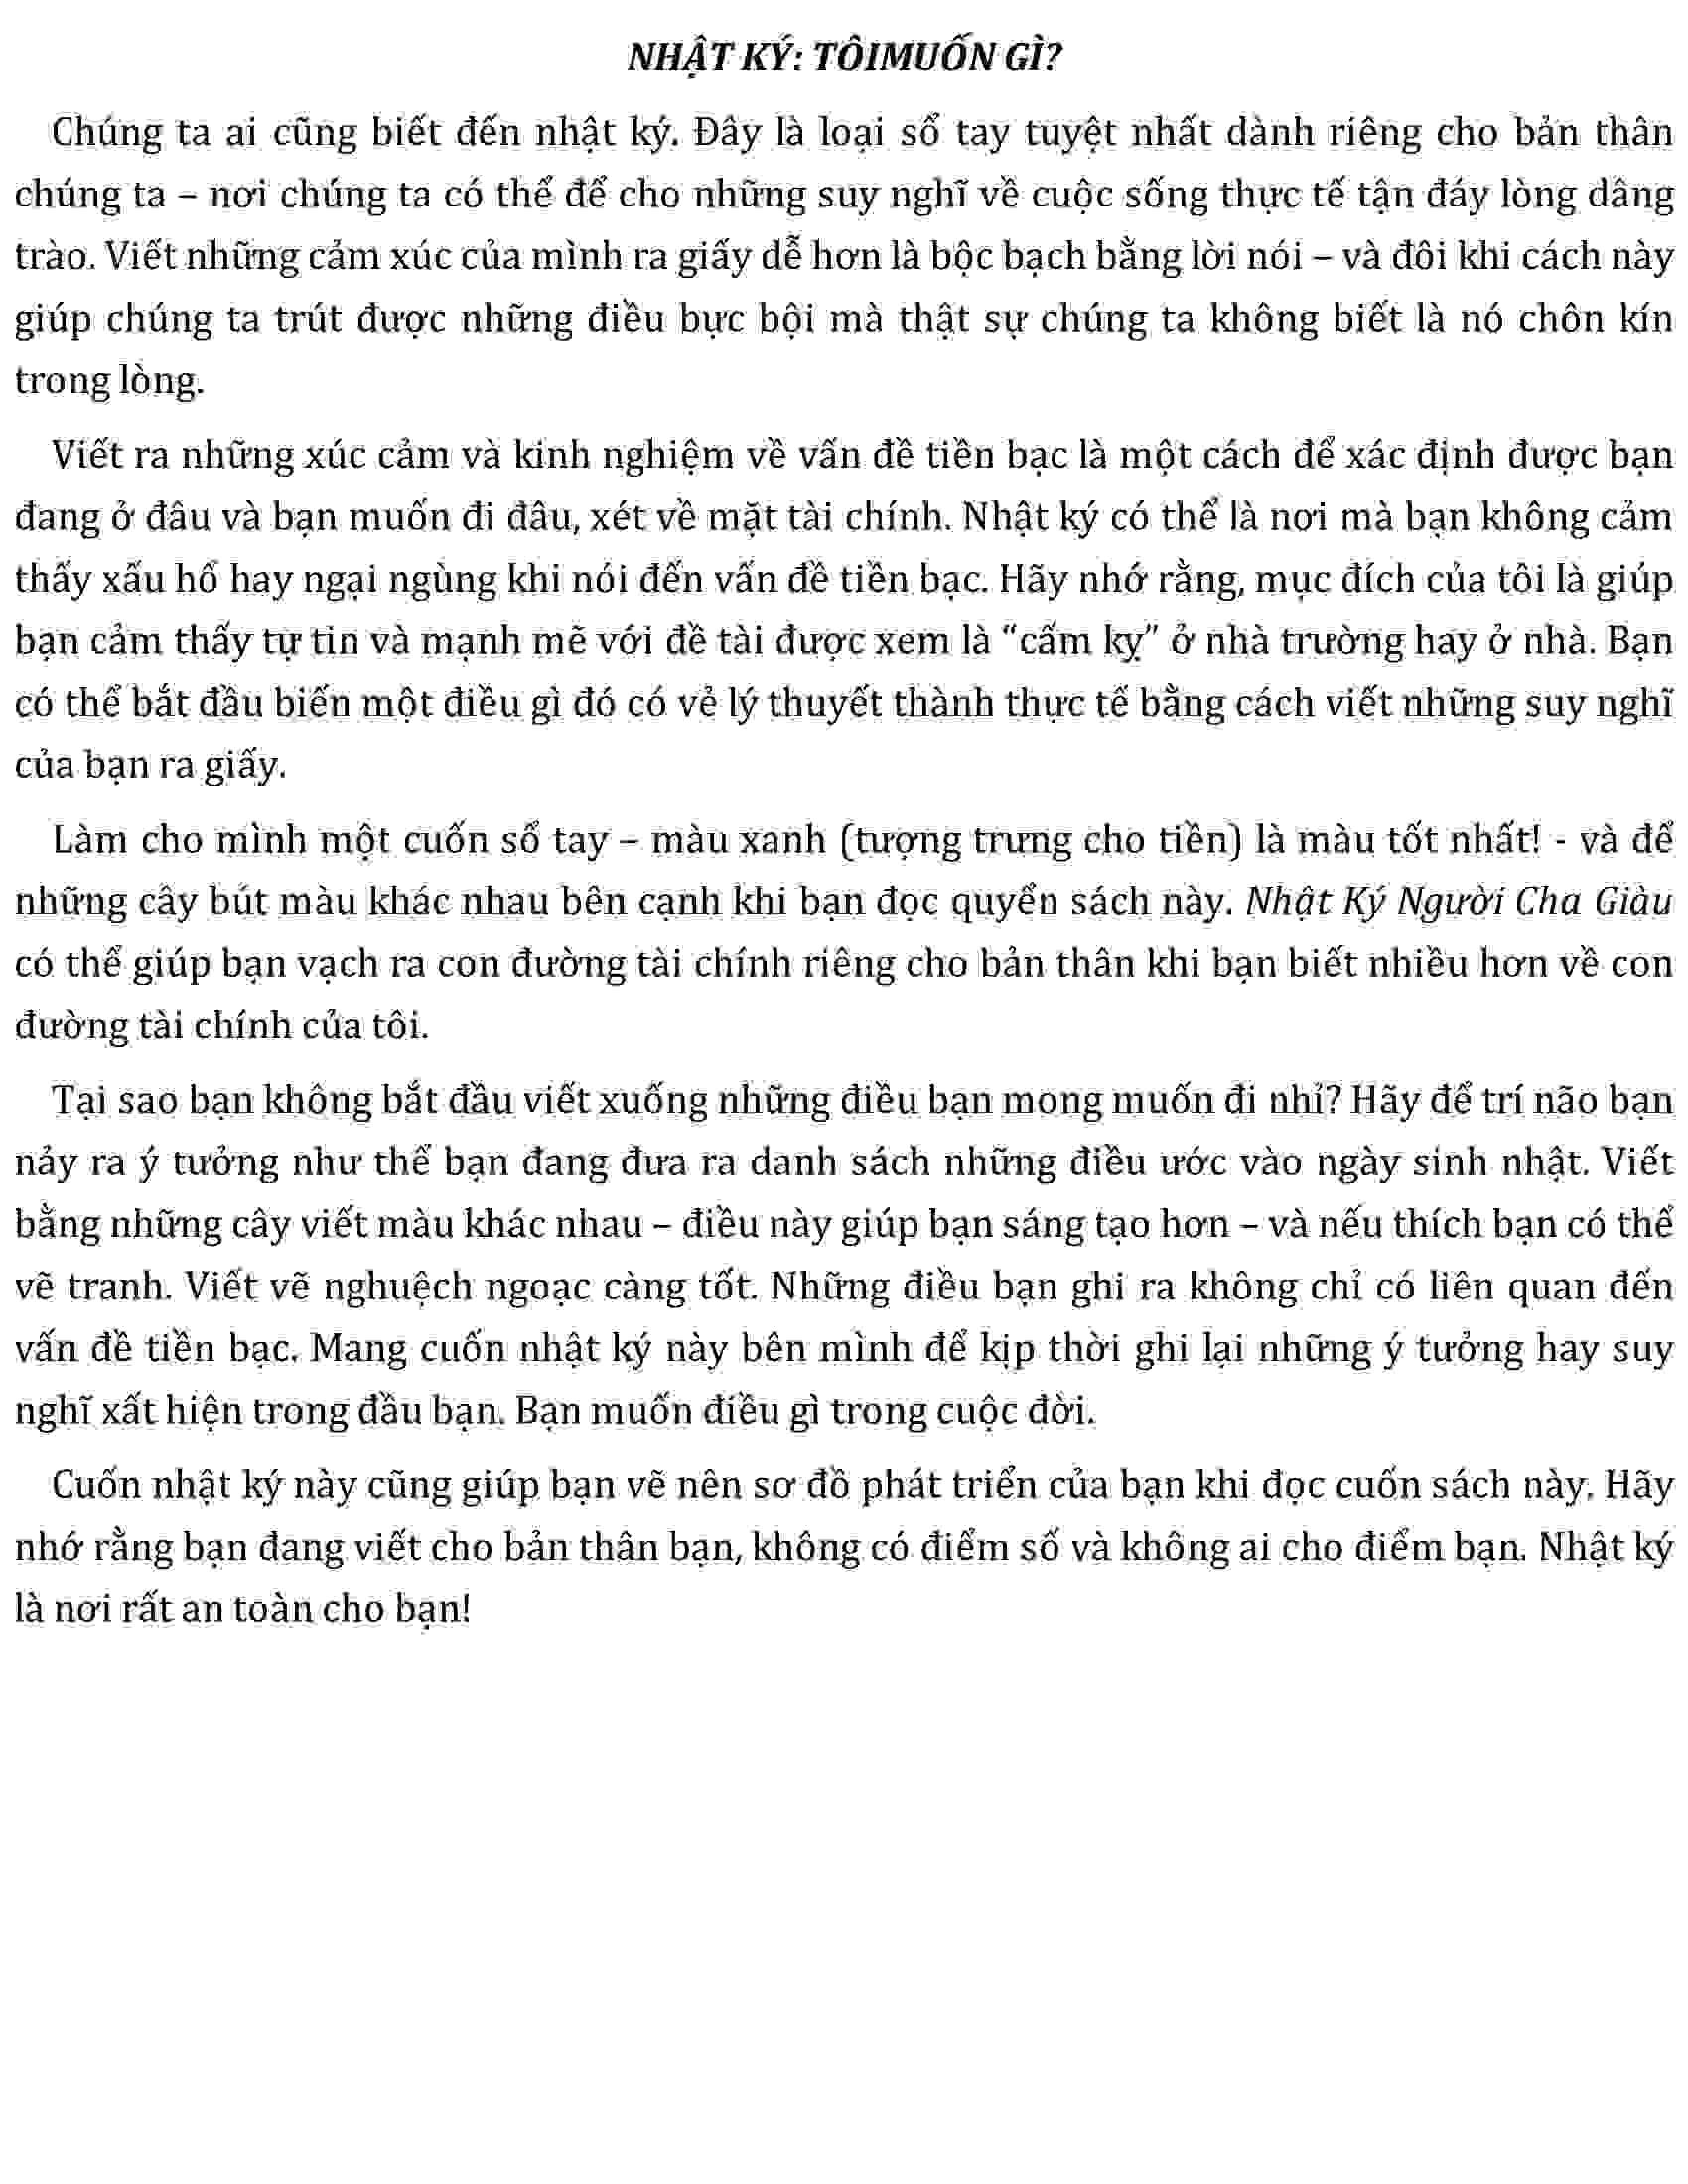 NHẬT KÝ: TÔIMUỐN GÌ?
Chúng ta ai cũng biết đến nhật ký. Đây là loại sổ tay tuyệt nhất dành riêng cho bản thân
chúng ta – nơi chúng ta có thể để cho những suy nghĩ về cuộc sống thực tế tận đáy lòng dâng
trào. Viết những cảm xúc của mình ra giấy dễ hơn là bộc bạch bằng lời nói – và đôi khi cách này
giúp chúng ta trút được những điều bực bội mà thật sự chúng ta không biết là nó chôn kín
trong lòng.
Viết ra những xúc cảm và kinh nghiệm về vấn đề tiền bạc là một cách để xác định được bạn
đang ở đâu và bạn muốn đi đâu, xét về mặt tài chính. Nhật ký có thể là nơi mà bạn không cảm
thấy xấu hổ hay ngại ngùng khi nói đến vấn đề tiền bạc. Hãy nhớ rằng, mục đích của tôi là giúp
bạn cảm thấy tự tin và mạnh mẽ với đề tài được xem là “cấm kỵ” ở nhà trường hay ở nhà. Bạn
có thể bắt đầu biến một điều gì đó có vẻ lý thuyết thành thực tế bằng cách viết những suy nghĩ
của bạn ra giấy.
Làm cho mình một cuốn sổ tay – màu xanh (tượng trưng cho tiền) là màu tốt nhất! - và để
những cây bút màu khác nhau bên cạnh khi bạn đọc quyển sách này. Nhật Ký Người Cha Giàu
có thể giúp bạn vạch ra con đường tài chính riêng cho bản thân khi bạn biết nhiều hơn về con
đường tài chính của tôi.
Tại sao bạn không bắt đầu viết xuống những điều bạn mong muốn đi nhỉ? Hãy để trí não bạn
nảy ra ý tưởng như thể bạn đang đưa ra danh sách những điều ước vào ngày sinh nhật. Viết
bằng những cây viết màu khác nhau – điều này giúp bạn sáng tạo hơn – và nếu thích bạn có thể
vẽ tranh. Viết vẽ nghuệch ngoạc càng tốt. Những điều bạn ghi ra không chỉ có liên quan đến
vấn đề tiền bạc. Mang cuốn nhật ký này bên mình để kịp thời ghi lại những ý tưởng hay suy
nghĩ xất hiện trong đầu bạn. Bạn muốn điều gì trong cuộc đời.
Cuốn nhật ký này cũng giúp bạn vẽ nên sơ đồ phát triển của bạn khi đọc cuốn sách này. Hãy
nhớ rằng bạn đang viết cho bản thân bạn, không có điểm số và không ai cho điểm bạn. Nhật ký
là nơi rất an toàn cho bạn!